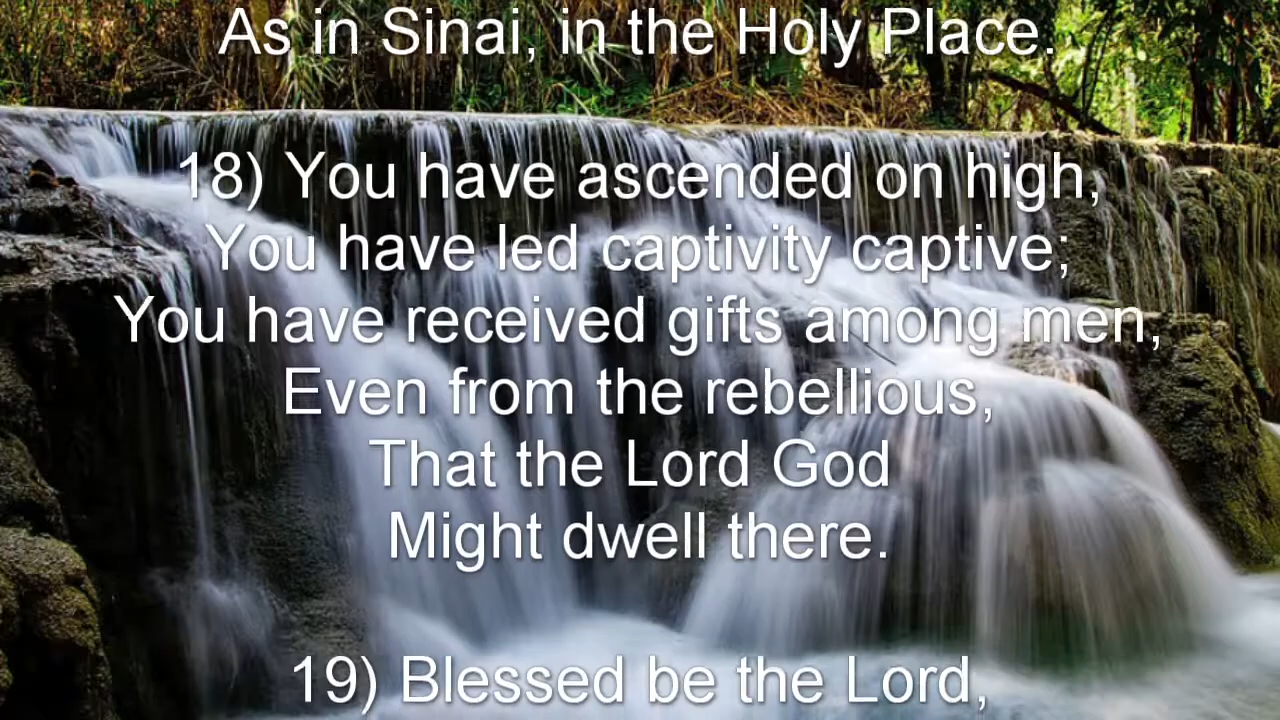 As in Sinai, in the Holy Place.
18) You have ascended on high,
You have led captivity captive;
You have received gifts among men,
Even from the rebellious,
That the Lord God
Might dwell there.
19) Blessed be the Lord,